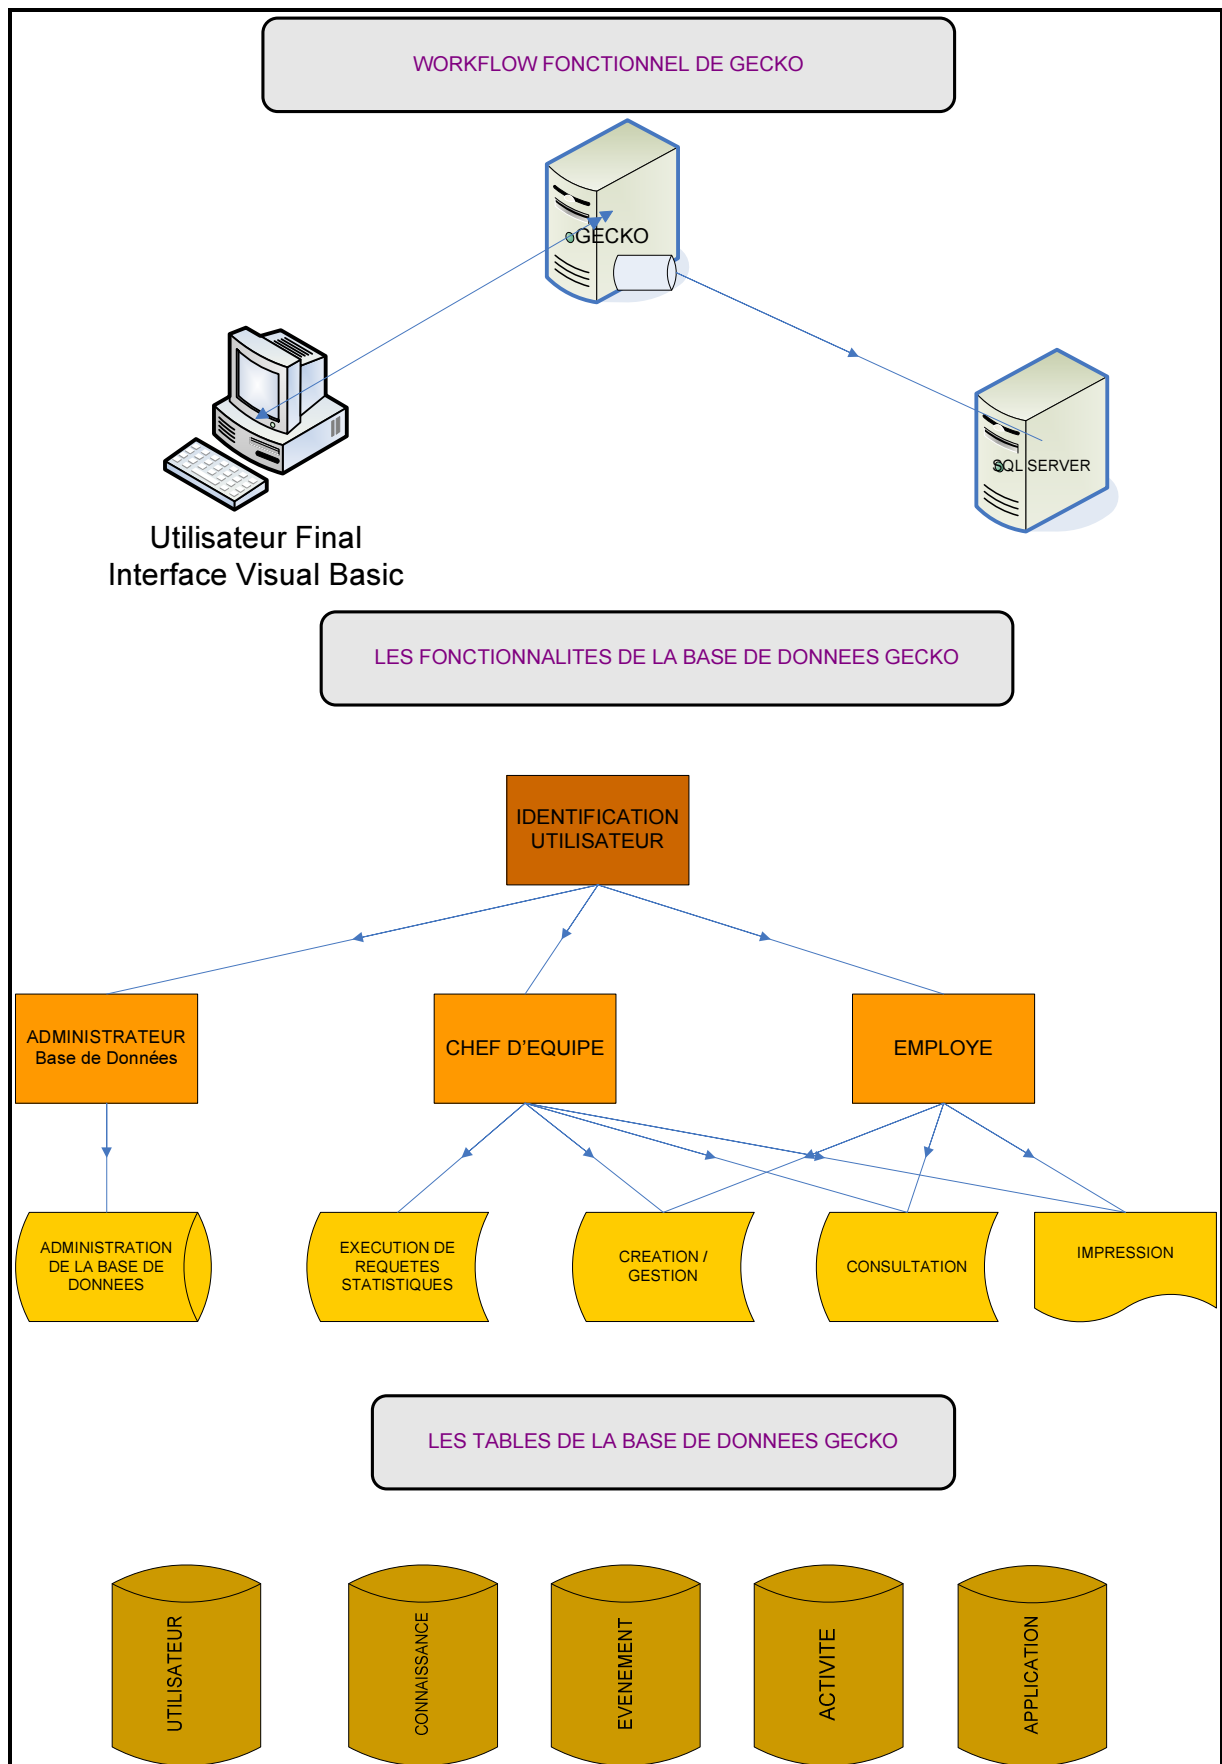 WORKFLOW FONCTIONNEL DE GECKO
GECKO
SQL SERVER
Utilisateur Final
Interface Visual Basic
LES FONCTIONNALITES DE LA BASE DE DONNEES GECKO
IDENTIFICATION
UTILISATEUR
ADMINISTRATEUR
Base de Données
CHEF D'EQUIPE
EMPLOYE
ADMINISTRATION
DE LA BASE DE
DONNEES
EXECUTION DE
REQUETES
STATISTIQUES
CREATION /
GESTION
CONSULTATION
IMPRESSION
LES TABLES DE LA BASE DE DONNEES GECKO
UTILISATEUR
CONNAISSANCE
EVENEMENT
ACTIVITE
APPLICATION